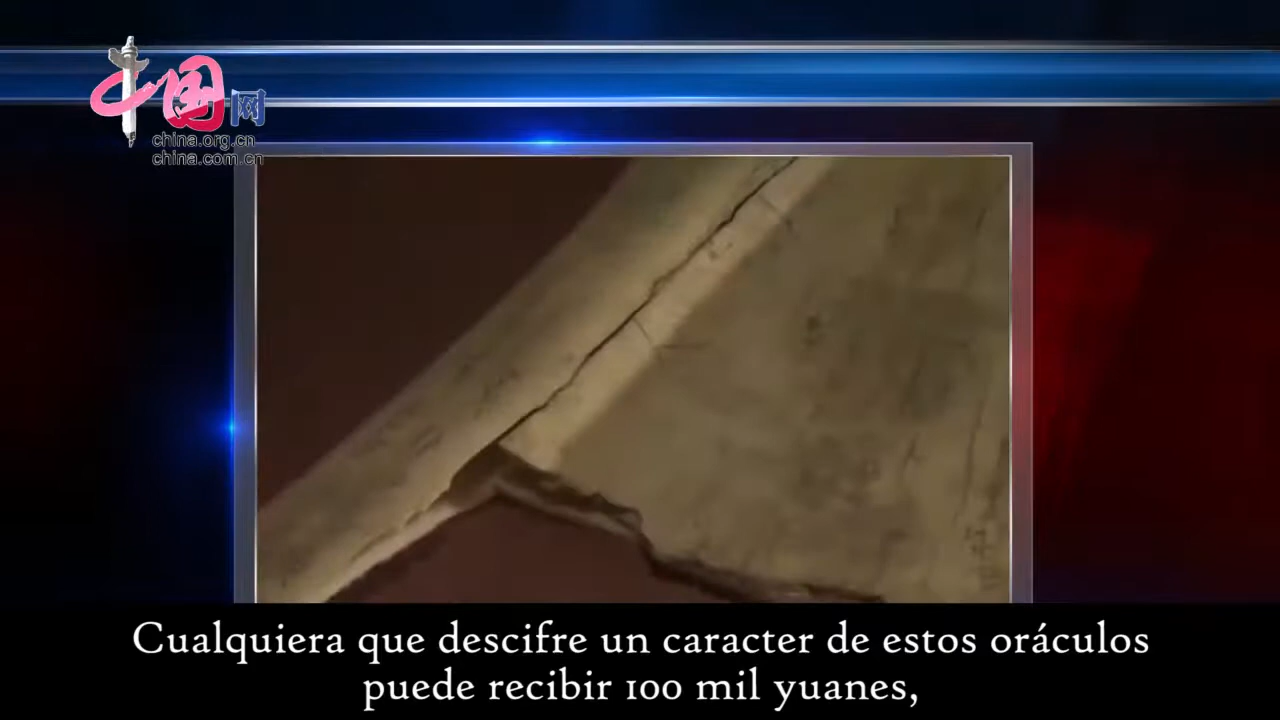 中国网
china.org.cn
china.com.cn
Cualquiera que descifre un caracter de estos oráculos
puede recibir 100 mil yuanes,